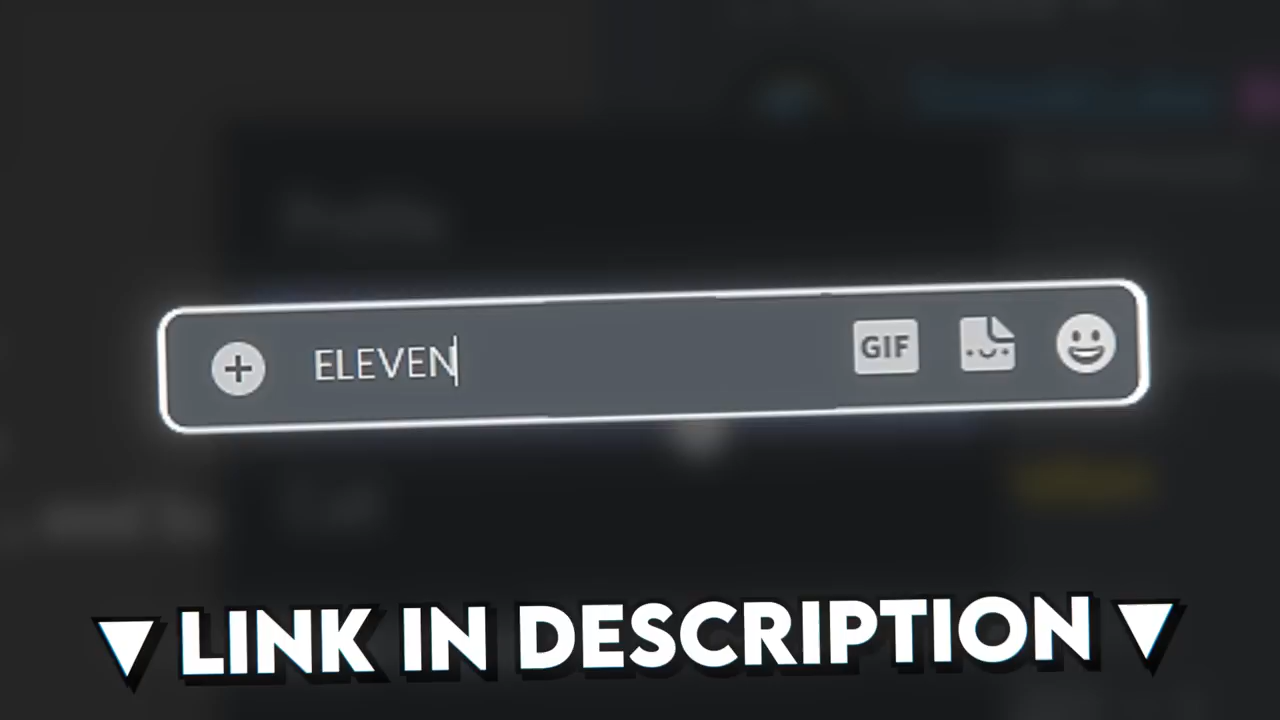 ELEVEN
GIF
▼ LINK IN DESCRIPTION ▼